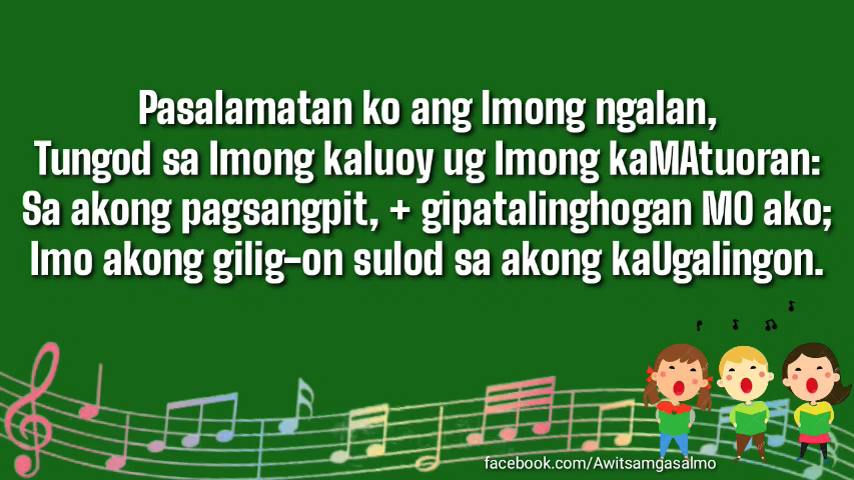 Pasalamatan ko ang Imong ngalan,
Tungod sa Imong kaluoy ug Imong kaMAtuoran:
Sa akong pagsangpit, + gipatalinghogan MO ako;
Imo akong gilig-on sulod sa akong kaUgalingon.
facebook.com/Awitsamgasalmo